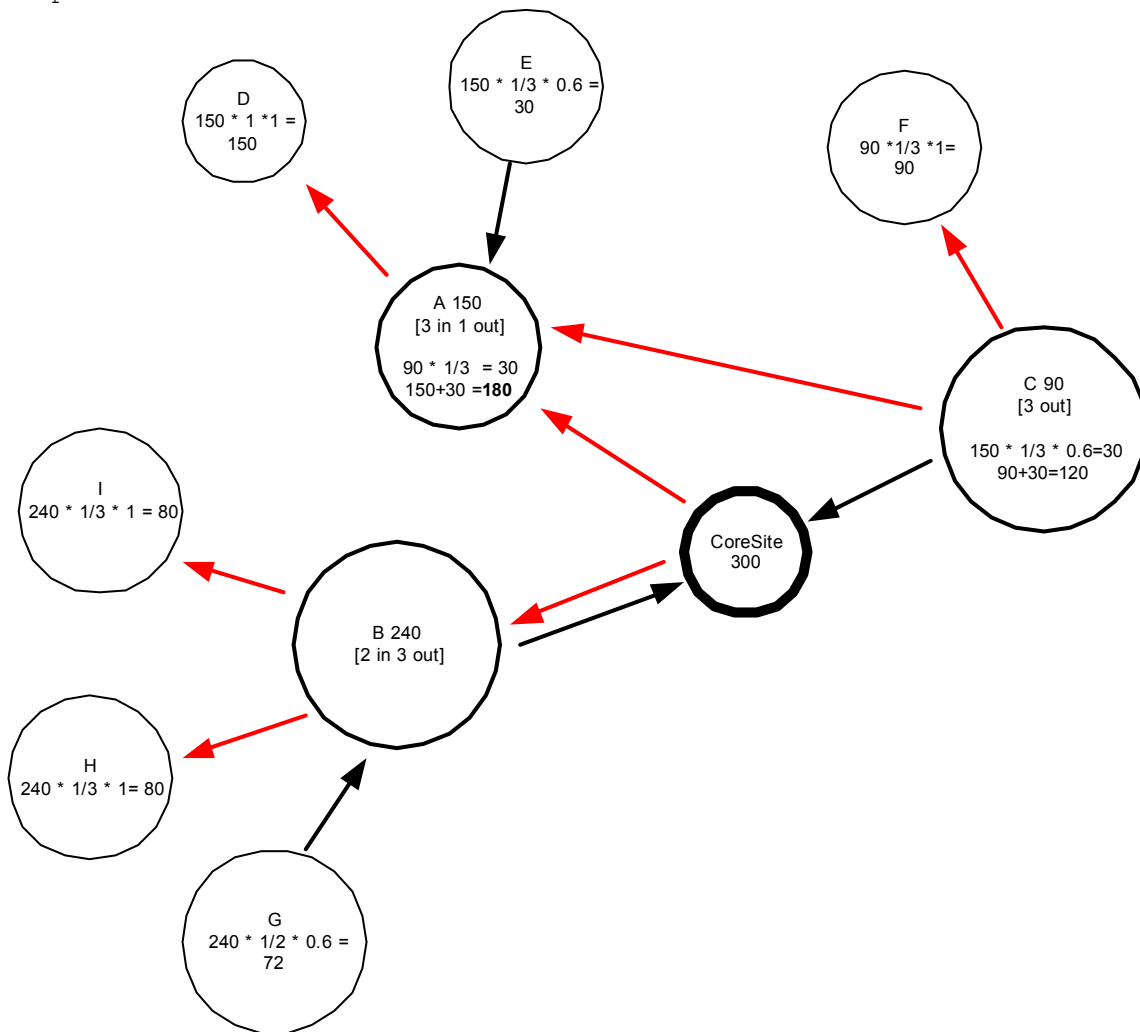 E
150 * 1/3 * 0.6 =
30
D
150 * 1 *1 =
150
F
90 *1/3 *1=
90
A 150
[3 in 1 out]
90 * 1/3  = 30
150+30 =180
C 90
[3 out]
150 * 1/3 * 0.6=30
90+30=120
I
240 * 1/3 * 1 = 80
CoreSite
300
B 240
[2 in 3 out]
H
240 * 1/3 * 1= 80
G
240 * 1/2 * 0.6 =
72